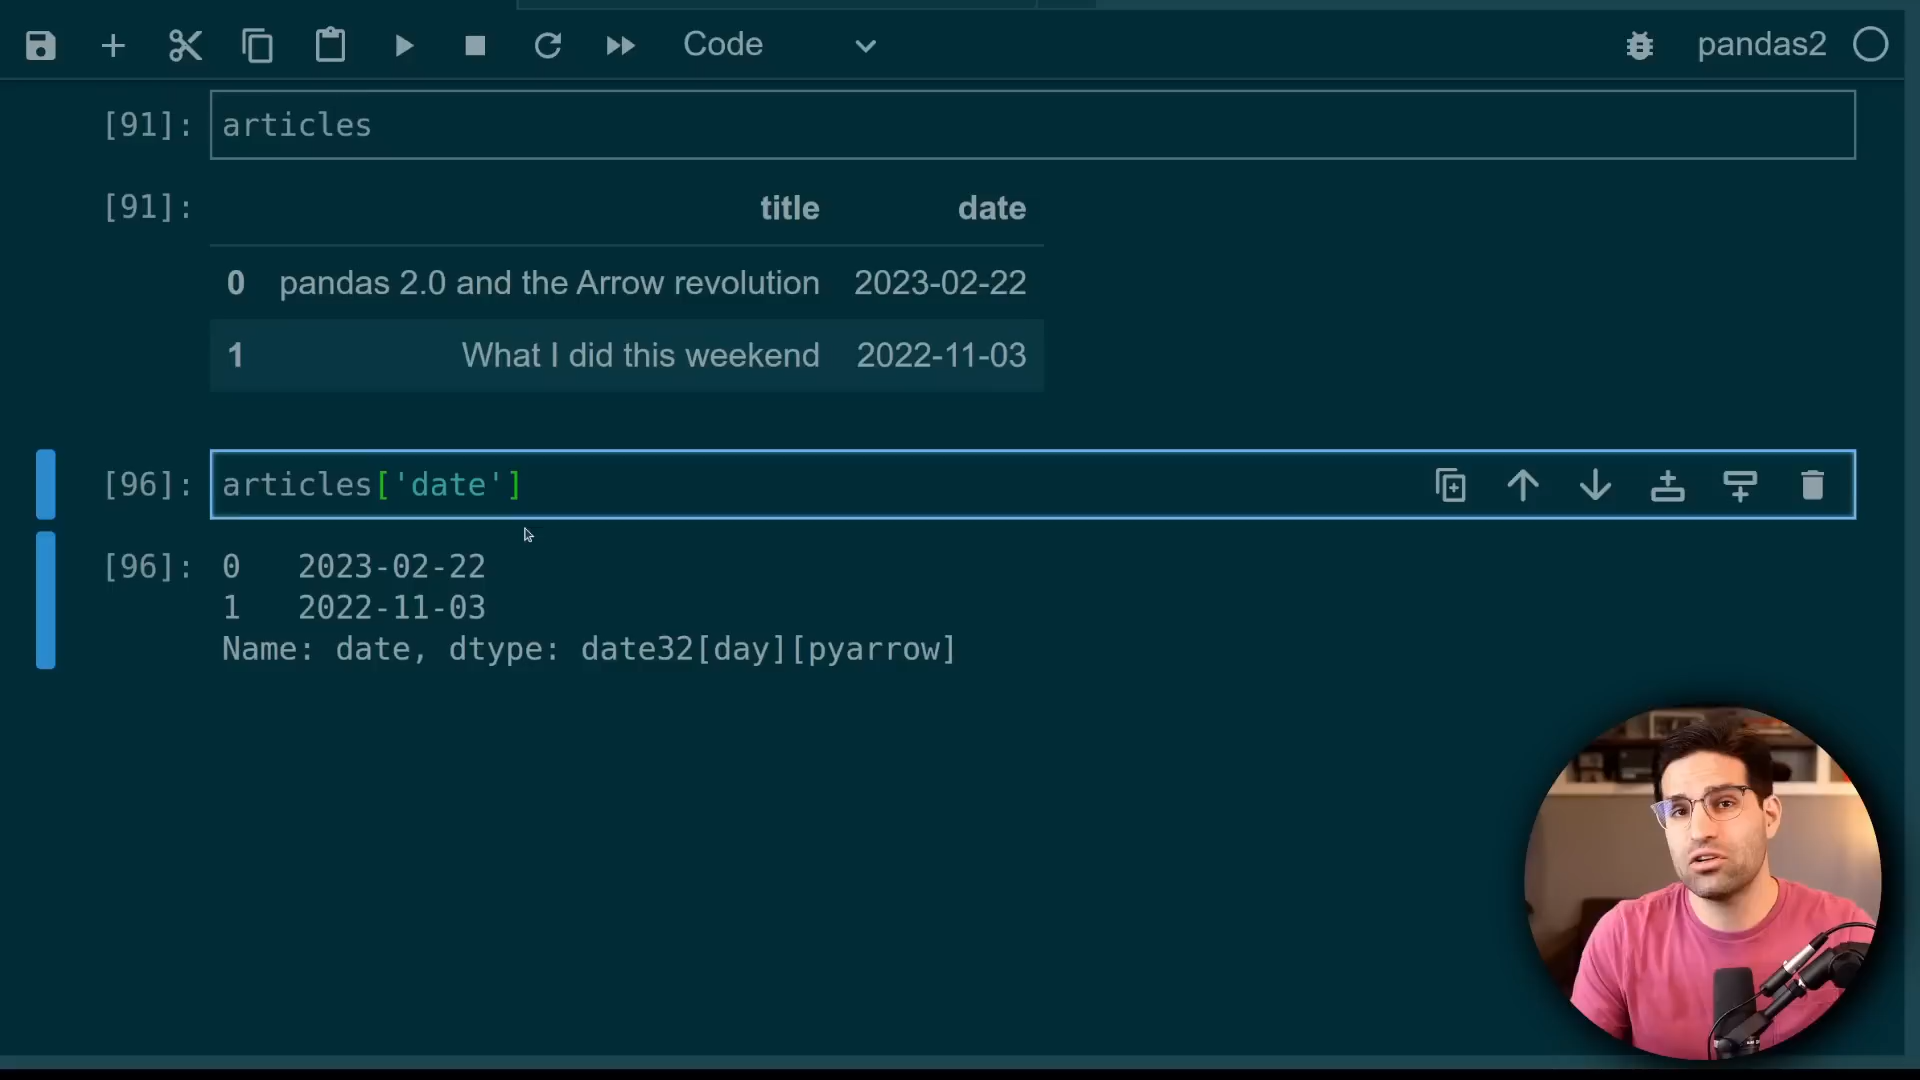 Code pandas2
[91]: articles
[91]: title date
0 pandas 2.0 and the Arrow revolution 2023-02-22
1 What I did this weekend 2022-11-03
[96]: articles['date']
[96]: 0 2023-02-22
1 2022-11-03
Name: date, dtype: date32[day][pyarrow]